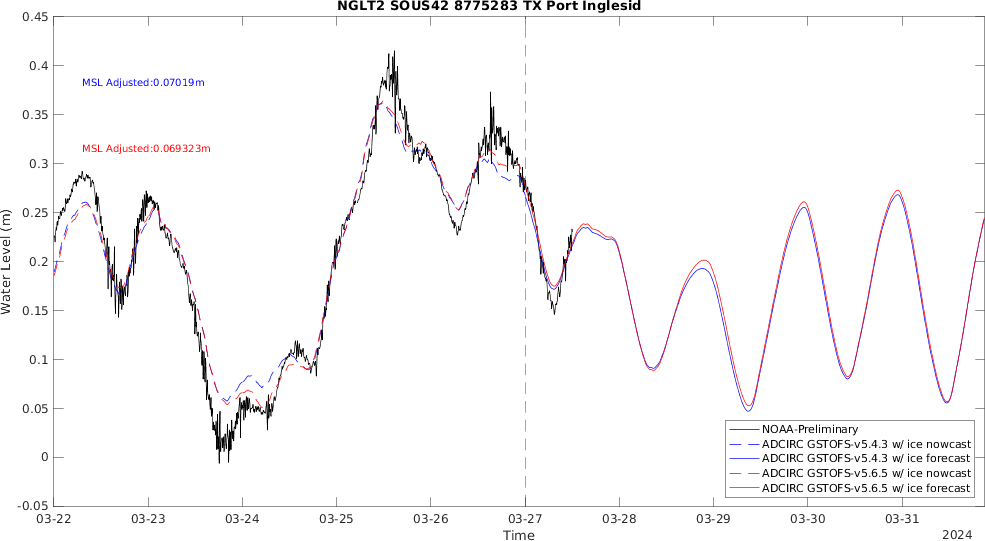 NGLT2 SOUS42 8775283 TX Port Inglesid
0.45
0.4
0.35
0.3
0.25
0.2
0.15
0.1
0.05
0
-0.05
Water Level (m)
MSL Adjusted:0.07019m
MSL Adjusted:0.069323m
NOAA-Preliminary
ADCIRC GSTOFS-v5.4.3 w/ ice nowcast
ADCIRC GSTOFS-v5.4.3 w/ ice forecast
ADCIRC GSTOFS-v5.6.5 w/ ice nowcast
ADCIRC GSTOFS-v5.6.5 w/ ice forecast
03-22 03-23 03-24 03-25 03-26 03-27 03-28 03-29 03-30 03-31
Time
2024